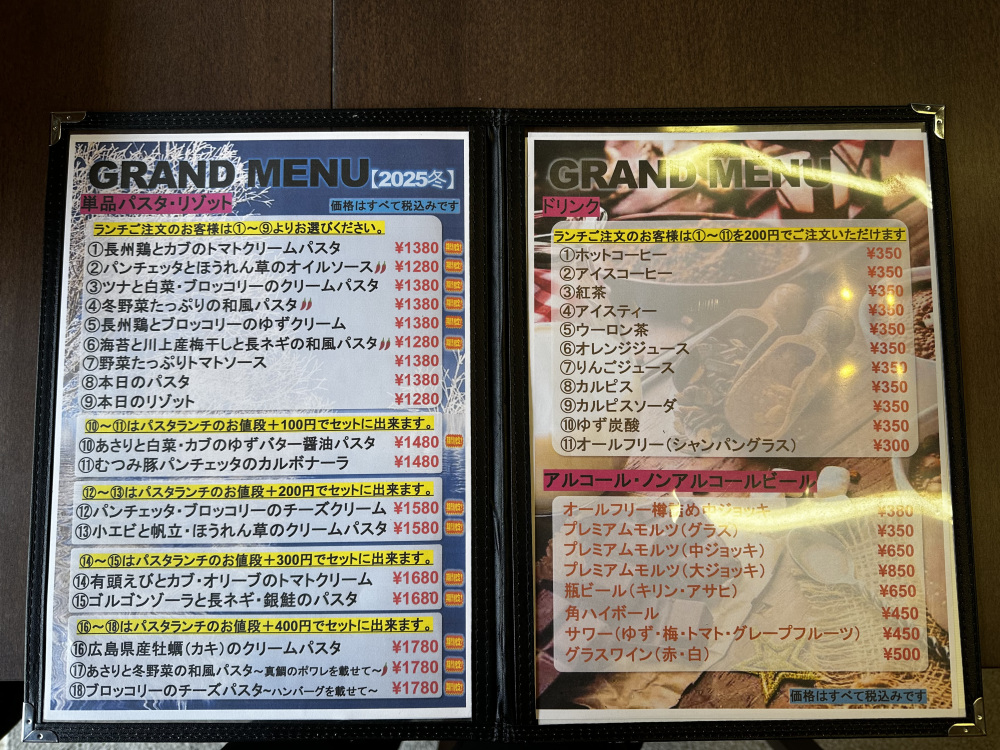 GRAND MENU【2025冬】
単品パスタ・リゾット
価格はすべて税込みです
ランチご注文のお客様は①～⑨よりお選びください。
①長州鶏とカブのトマトクリームパスタ ¥1380
②パンチェッタとほうれん草のオイルソース ¥1280
③ツナと白菜・ブロッコリーのクリームパスタ ¥1380
④冬野菜たっぷりの和風パスタ ¥1380
⑤長州鶏とブロッコリーのゆずクリーム ¥1380
⑥海苔と川上産梅干しと長ネギの和風パスタ ¥1280
⑦野菜たっぷりトマトソース ¥1380
⑧本日のパスタ ¥1380
⑨本日のリゾット ¥1280
⑩～⑪はパスタランチのお値段＋100円でセットに出来ます。
⑩あさりと白菜・カブのゆずバター醤油パスタ ¥1480
⑪むつみ豚パンチェッタのカルボナーラ ¥1480
⑫～⑬はパスタランチのお値段＋200円でセットに出来ます。
⑫パンチェッタ・ブロッコリーのチーズクリーム ¥1580
⑬小エビと帆立・ほうれん草のクリームパスタ ¥1580
⑭～⑮はパスタランチのお値段＋300円でセットに出来ます。
⑭有頭えびとカブ・オリーブのトマトクリーム ¥1680
⑮ゴルゴンゾーラと長ネギ・銀鮭のパスタ ¥1680
⑯～⑱はパスタランチのお値段＋400円でセットに出来ます。
⑯広島県産牡蠣(カキ)のクリームパスタ ¥1780
⑰あさりと冬野菜の和風パスタ～真鯛のポワレを載せて～ ¥1780
⑱ブロッコリーのチーズパスタ～ハンバーグを載せて～ ¥1780
GRAND MENU
ドリンク
ランチご注文のお客様は①～⑪を200円でご注文いただけます
①ホットコーヒー ¥350
②アイスコーヒー ¥350
③紅茶 ¥350
④アイスティー ¥350
⑤ウーロン茶 ¥350
⑥オレンジジュース ¥350
⑦りんごジュース ¥350
⑧カルピス ¥350
⑨カルピスソーダ ¥350
⑩ゆず炭酸 ¥350
⑪オールフリー(シャンパングラス) ¥300
アルコール・ノンアルコールビール
オールフリー樽詰め中ジョッキ ¥380
プレミアムモルツ(グラス) ¥350
プレミアムモルツ(中ジョッキ) ¥650
プレミアムモルツ(大ジョッキ) ¥850
瓶ビール(キリン・アサヒ) ¥650
角ハイボール ¥450
サワー(ゆず・梅・トマト・グレープフルーツ) ¥450
グラスワイン(赤・白) ¥500
価格はすべて税込みです